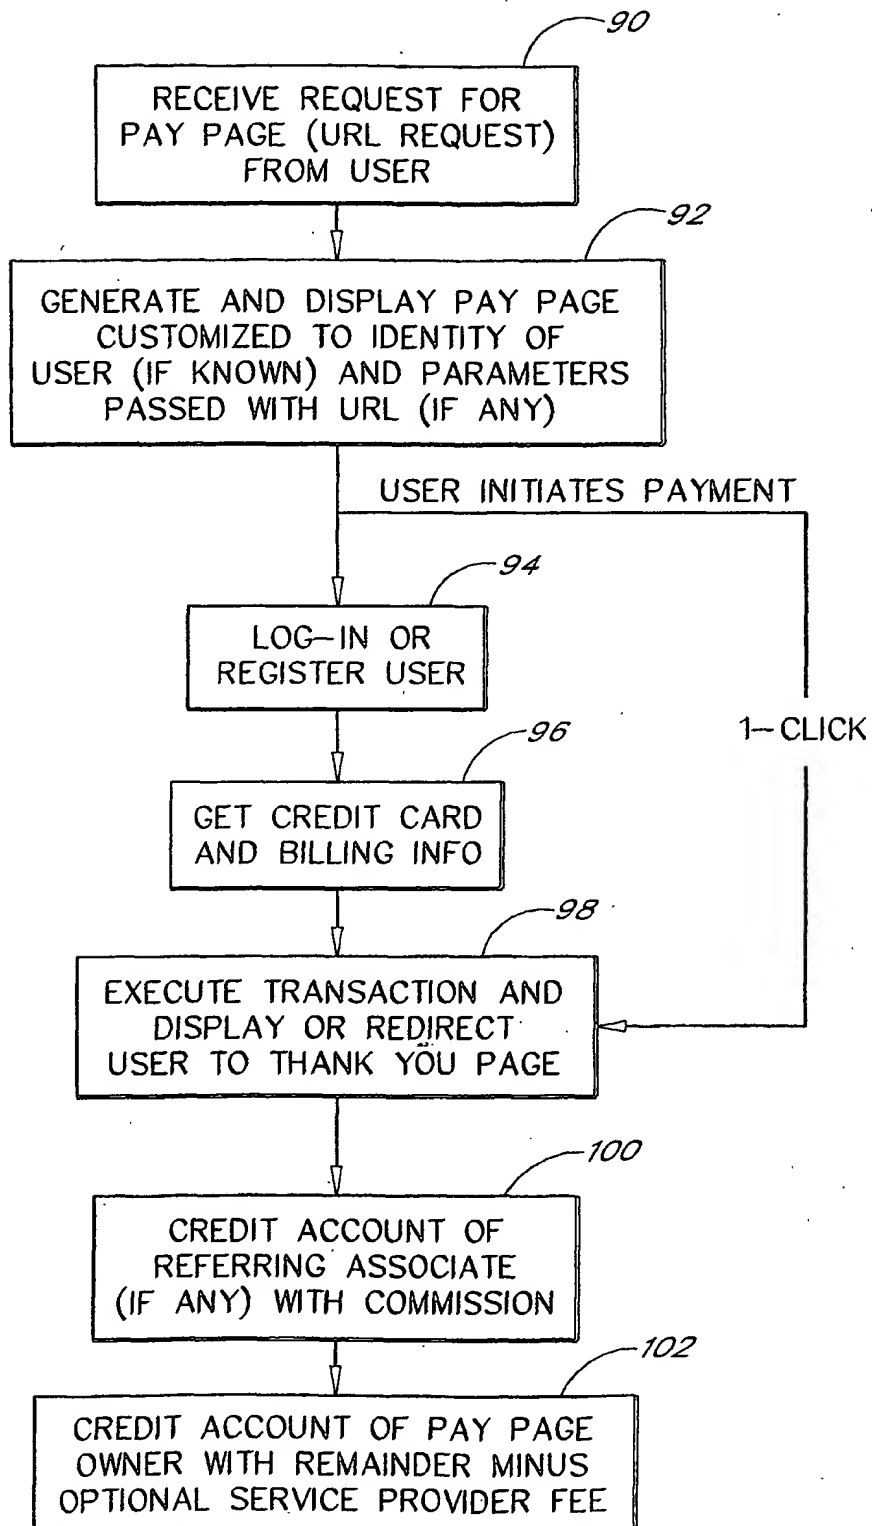 90
RECEIVE REQUEST FOR
PAY PAGE (URL REQUEST)
FROM USER
92
GENERATE AND DISPLAY PAY PAGE
CUSTOMIZED TO IDENTITY OF
USER (IF KNOWN) AND PARAMETERS
PASSED WITH URL (IF ANY)
USER INITIATES PAYMENT
94
LOG-IN OR
REGISTER USER
1-CLICK
96
GET CREDIT CARD
AND BILLING INFO
98
EXECUTE TRANSACTION AND
DISPLAY OR REDIRECT
USER TO THANK YOU PAGE
100
CREDIT ACCOUNT OF
REFERRING ASSOCIATE
(IF ANY) WITH COMMISSION
102
CREDIT ACCOUNT OF PAY PAGE
OWNER WITH REMAINDER MINUS
OPTIONAL SERVICE PROVIDER FEE